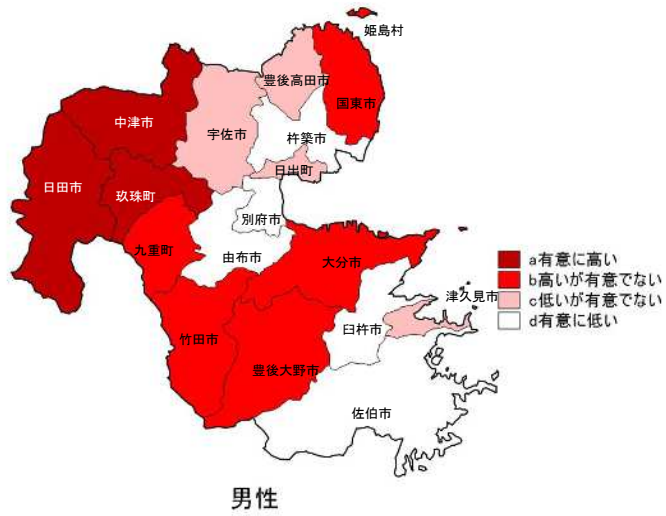 姫島村
豊後高田市
国東市
中津市
宇佐市
杵築市
日出町
日田市
玖珠町
別府市
九重町
由布市
大分市
a有意に高い
b高いが有意でない
c低いが有意でない
d有意に低い
津久見市
臼杵市
竹田市
豊後大野市
佐伯市
男性